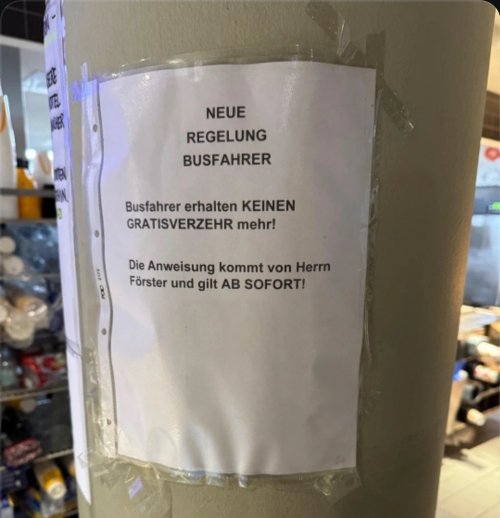 NEUE
REGELUNG
BUSFAHRER
Busfahrer erhalten KEINEN
GRATISVERZEHR mehr!
Die Anweisung kommt von Herrn
Förster und gilt AB SOFORT!